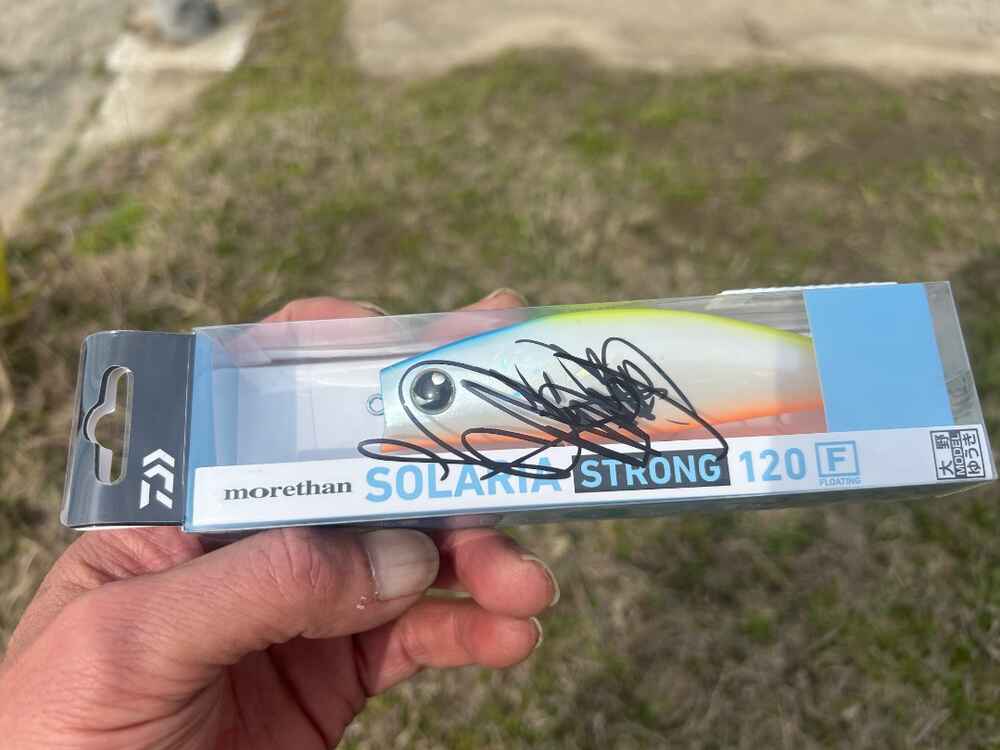 morethan SOLARIA STRONG 120 F
FLOATING
大野
MODEL
ゆうき